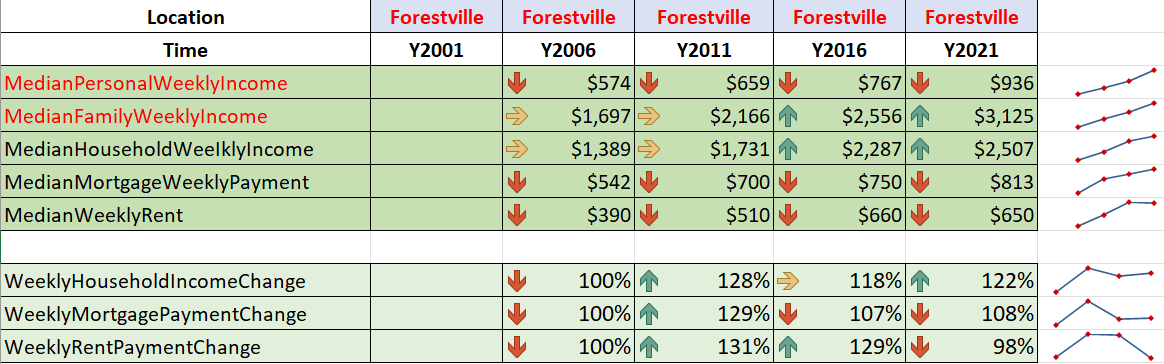 Location Forestville Forestville Forestville Forestville Forestville
Time Y2001 Y2006 Y2011 Y2016 Y2021
MedianPersonalWeeklyIncome $574 $659 $767 $936
MedianFamilyWeeklyIncome $1,697 $2,166 $2,556 $3,125
MedianHouseholdWeeIklyIncome $1,389 $1,731 $2,287 $2,507
MedianMortgageWeeklyPayment $542 $700 $750 $813
MedianWeeklyRent $390 $510 $660 $650
WeeklyHouseholdIncomeChange 100% 128% 118% 122%
WeeklyMortgagePaymentChange 100% 129% 107% 108%
WeeklyRentPaymentChange 100% 131% 129% 98%